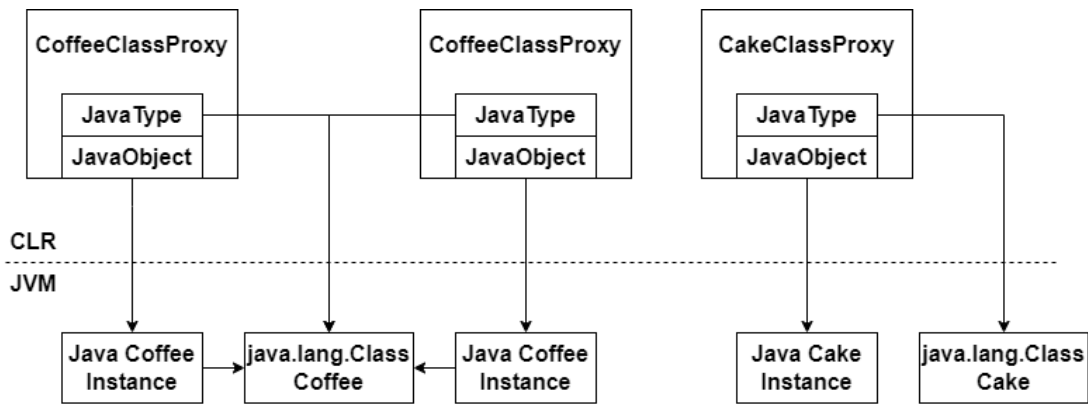 CoffeeClassProxy
JavaType
JavaObject
CoffeeClassProxy
JavaType
JavaObject
CakeClassProxy
JavaType
JavaObject
CLR
JVM
Java Coffee
Instance
java.lang.Class
Coffee
Java Coffee
Instance
Java Cake
Instance
java.lang.Class
Cake